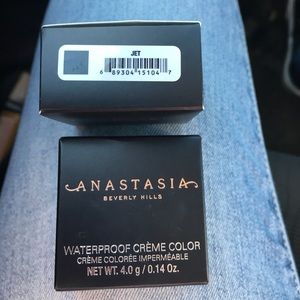 JET
6 89304 15104 7
ANASTASIA
BEVERLY HILLS
WATERPROOF CRÈME COLOR
CRÈME COLORÉE IMPERMÉABLE
NET WT. 4.0 g / 0.14 Oz.